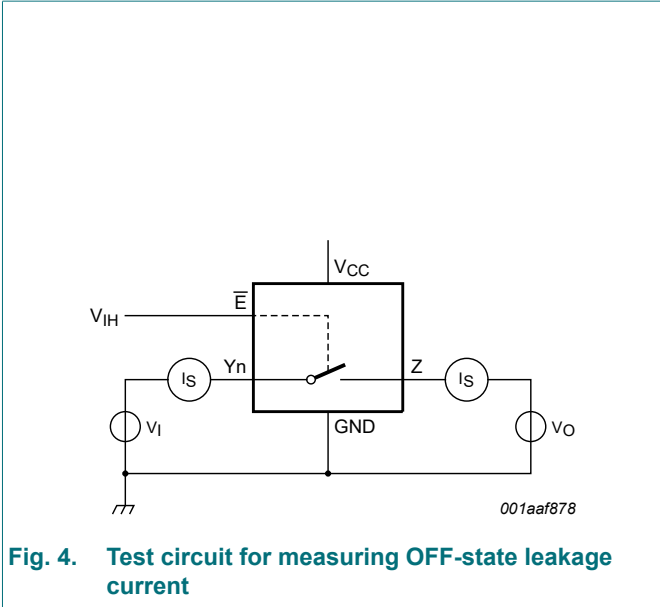 VCC
E
VIH
Yn
Z
IS
IS
VI
GND
VO
001aaf878
Fig. 4. Test circuit for measuring OFF-state leakage
current